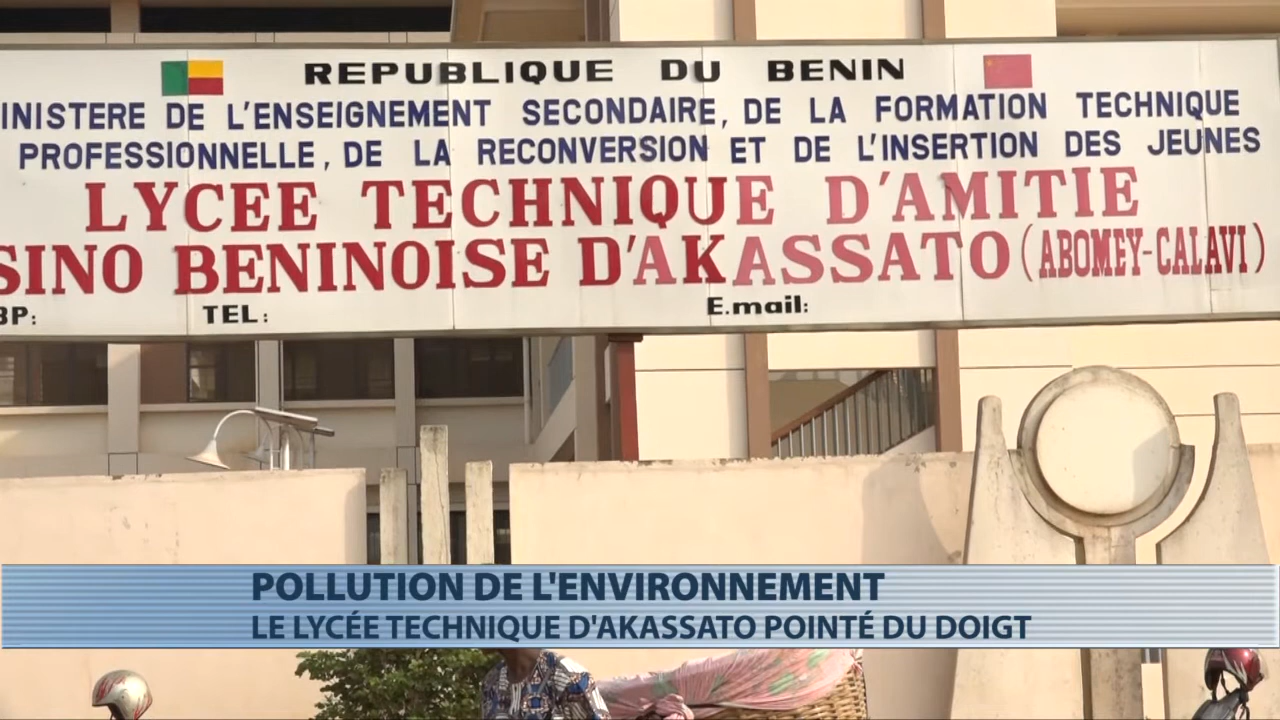 REPUBLIQUE DU BENIN
INISTERE DE L'ENSEIGNEMENT SECONDAIRE, DE LA FORMATION TECHNIQUE
PROFESSIONNELLE, DE LA RECONVERSION ET DE L'INSERTION DES JEUNES
LYCEE TECHNIQUE D'AMITIE
SINO BENINOISE D'AKASSATO (ABOMEY-CALAVI)
BP: TEL: E.mail:
POLLUTION DE L'ENVIRONNEMENT
LE LYCÉE TECHNIQUE D'AKASSATO POINTÉ DU DOIGT